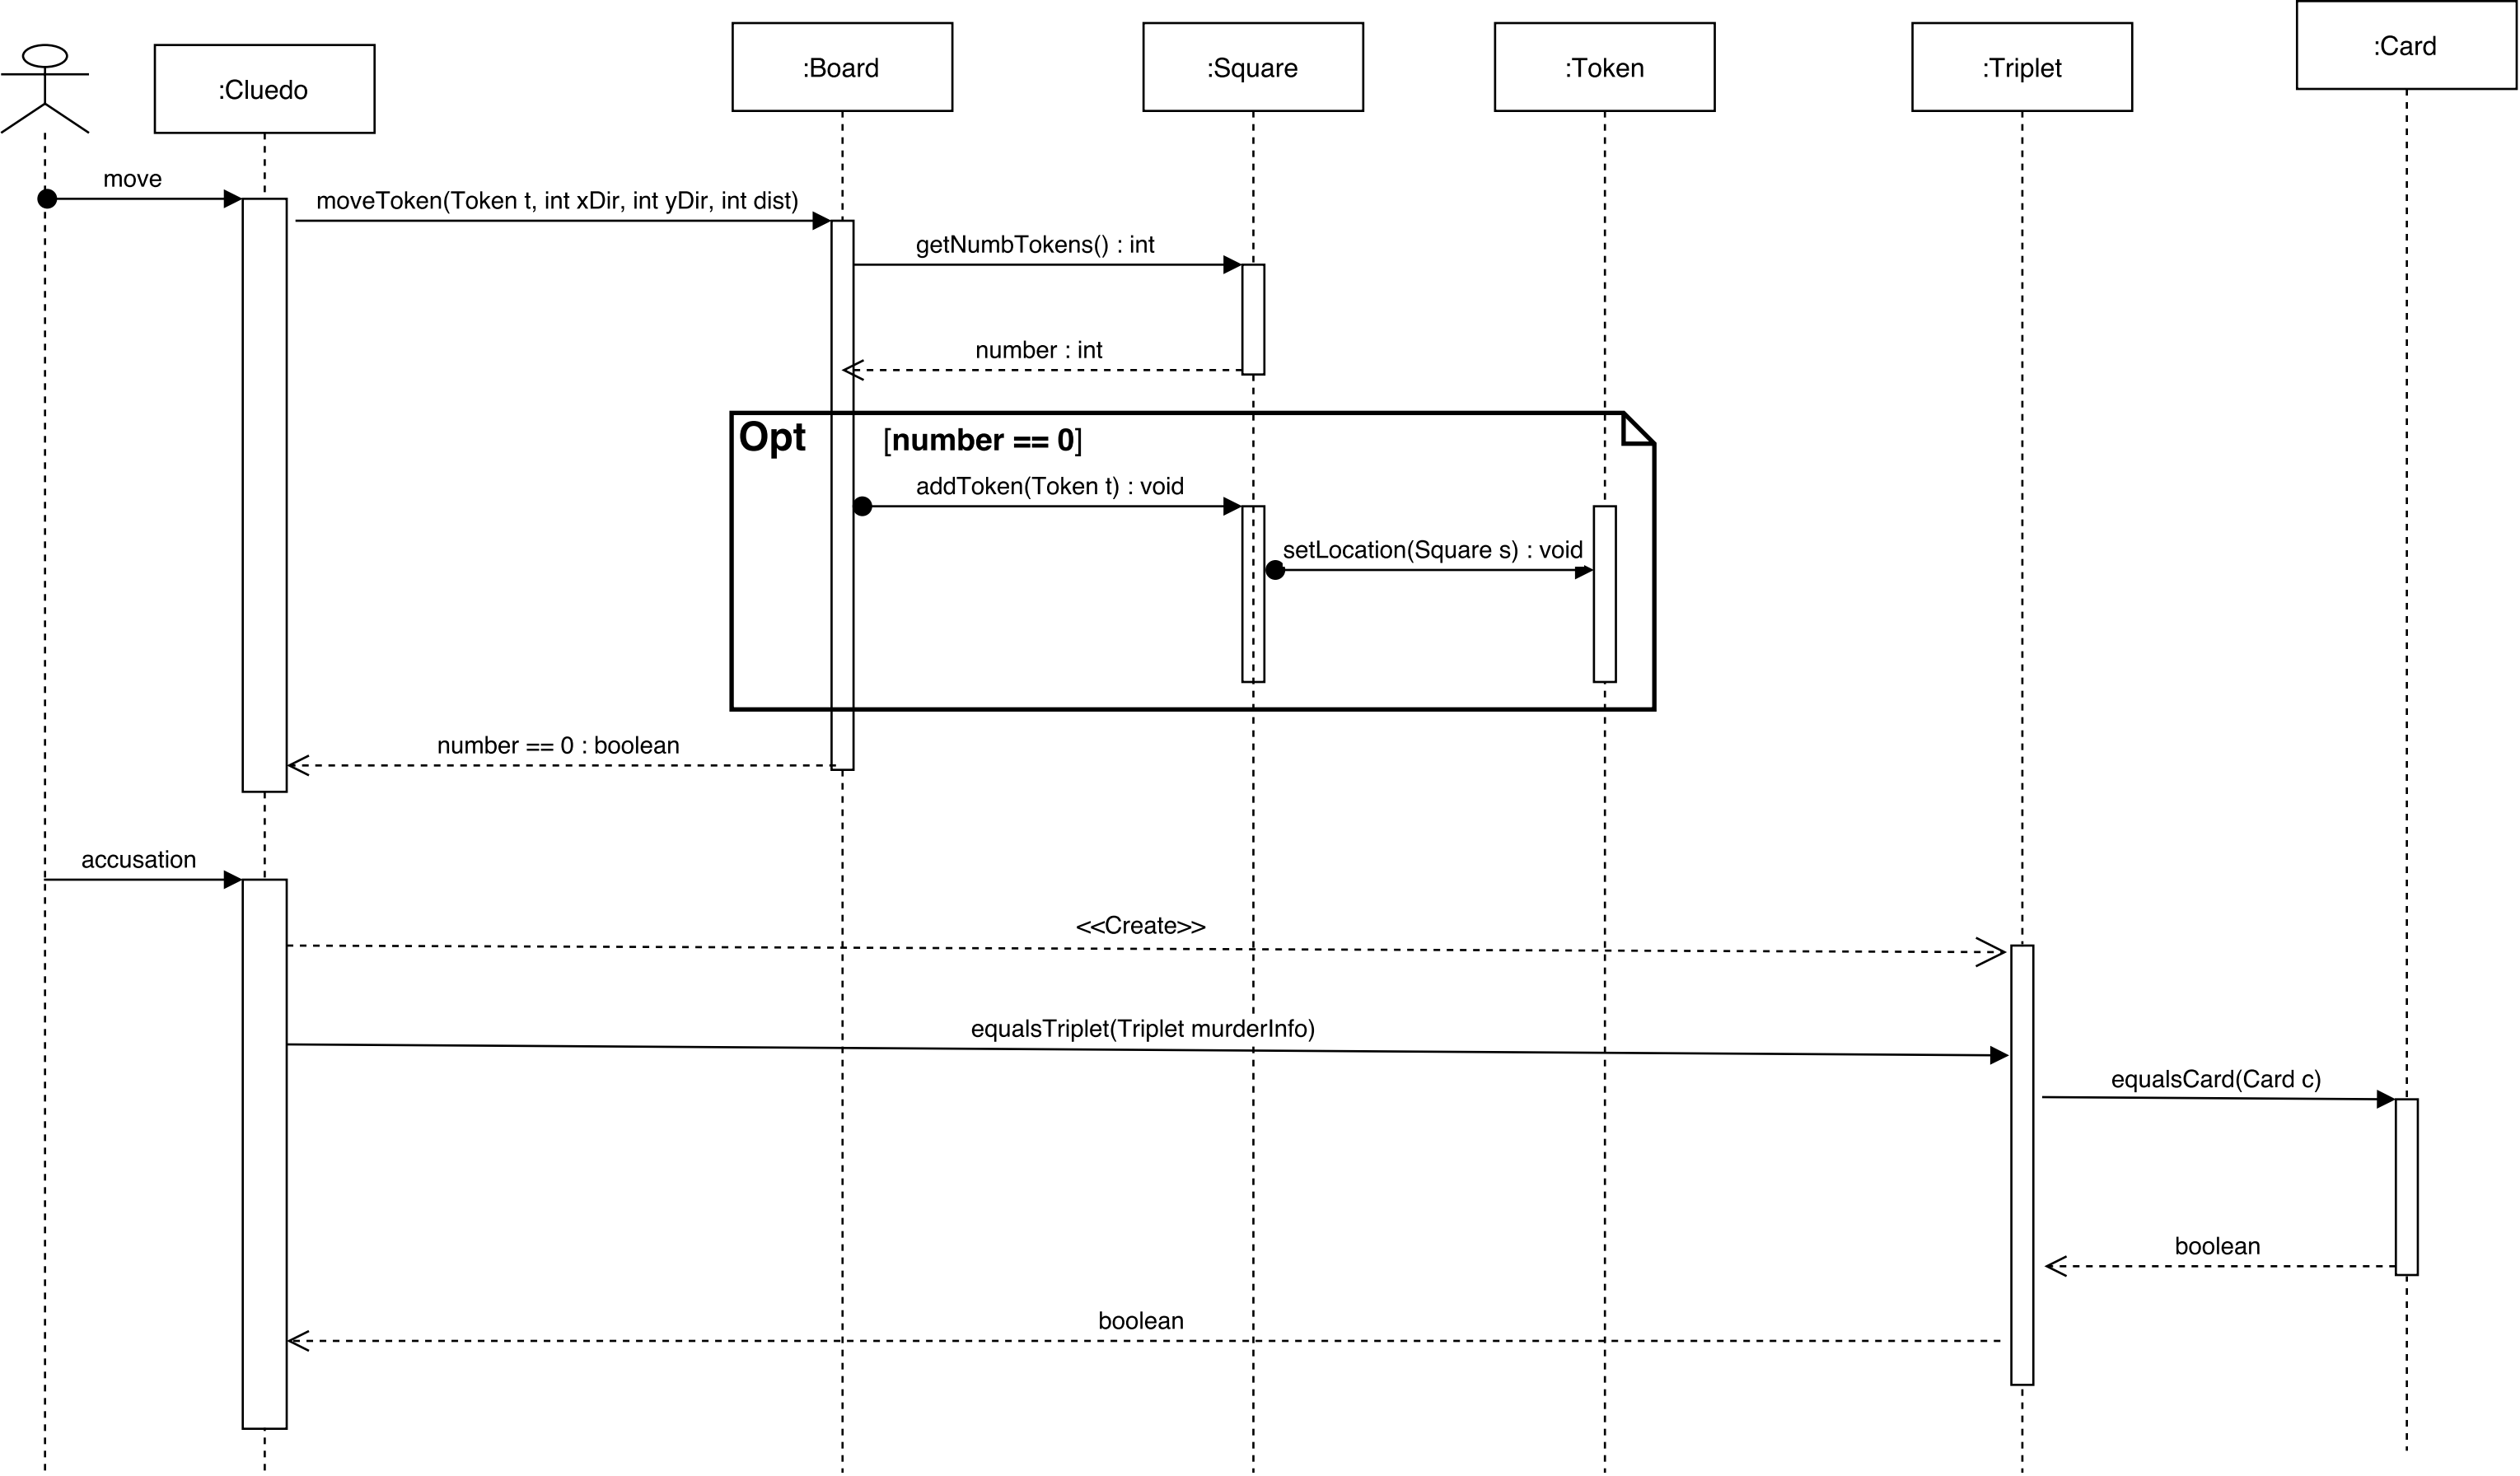 :Cluedo
:Board
:Square
:Token
:Triplet
:Card
move
moveToken(Token t, int xDir, int yDir, int dist)
getNumbTokens() : int
number : int
Opt
[number == 0]
addToken(Token t) : void
setLocation(Square s) : void
number == 0 : boolean
accusation
<<Create>>
equalsTriplet(Triplet murderInfo)
equalsCard(Card c)
boolean
boolean